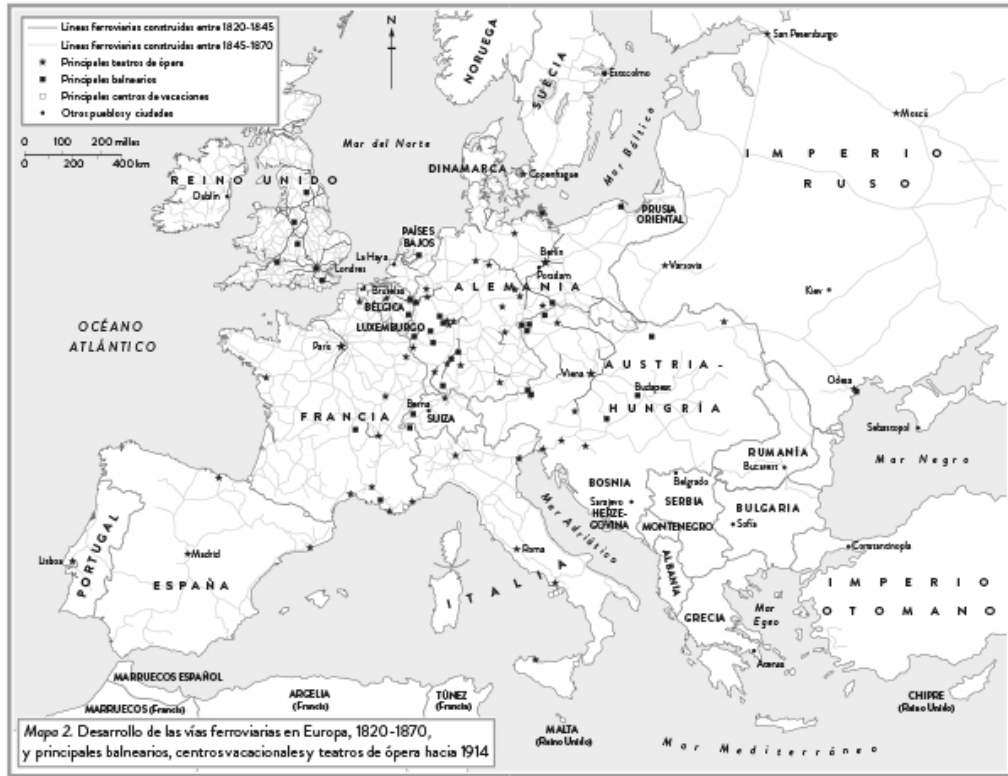 Líneas ferroviarias construidas entre 1820-1845
Líneas ferroviarias construidas entre 1845-1870
Principales teatros de ópera
Principales balnearios
Principales centros de vacaciones
Otros pueblos y ciudades
0 100 200 millas
0 200 400 km
N
NORUEGA
SUECIA
Estocolmo
San Petersburgo
Moscú
Mar del Norte
Mar Báltico
IMPERIO
RUSO
DINAMARCA
Copenhague
REINO UNIDO
Dublín
Londres
PRUSIA
ORIENTAL
PAÍSES
BAJOS
La Haya
Berlín
Potsdam
Varsovia
ALEMANIA
Kiev
Bruselas
BÉLGICA
LUXEMBURGO
OCÉANO
ATLÁNTICO
París
Viena
AUSTRIA-
HUNGRÍA
Budapest
Odesa
Berna
SUIZA
FRANCIA
Sebastopol
Mar Negro
RUMANÍA
Bucarest
BOSNIA
HERZE-
GOVINA
Sarajevo
Belgrado
SERBIA
BULGARIA
Sofía
MONTENEGRO
Mar Adriático
Constantinopla
ALBANIA
IMPERIO
OTOMANO
Mar
Egeo
GRECIA
Atenas
Roma
ITALIA
Lisboa
PORTUGAL
Madrid
ESPAÑA
MARRUECOS ESPAÑOL
MARRUECOS (Francia)
ARGELIA
(Francia)
TÚNEZ
(Francia)
MALTA
(Reino Unido)
CHIPRE
(Reino Unido)
Mar Mediterráneo
Mapa 2. Desarrollo de las vías ferroviarias en Europa, 1820-1870,
y principales balnearios, centros vacacionales y teatros de ópera hacia 1914